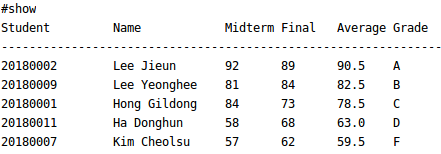 #show
Student Name Midterm Final Average Grade
---------------------------------------------------------------
20180002 Lee Jieun 92 89 90.5 A
20180009 Lee Yeonghee 81 84 82.5 B
20180001 Hong Gildong 84 73 78.5 C
20180011 Ha Donghun 58 68 63.0 D
20180007 Kim Cheolsu 57 62 59.5 F